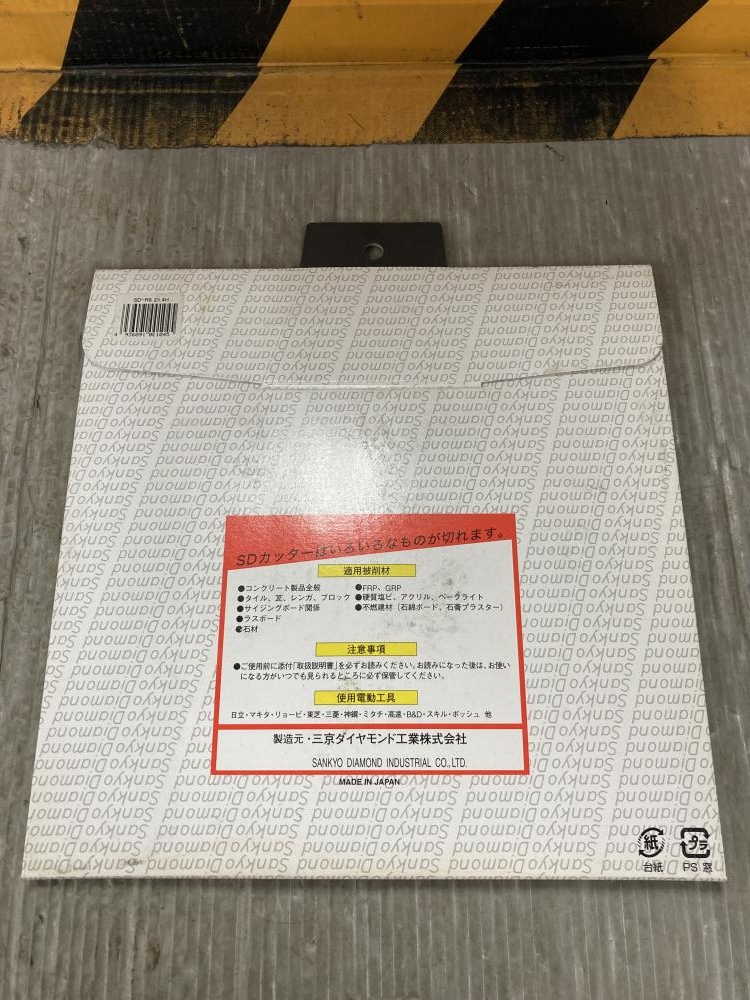 SD-R8 25.4H
SDカッターはいろいろなものが切れます。
適用被削材
●コンクリート製品全般
●タイル、瓦、レンガ、ブロック
●サイジングボード関係
●ラスボード
●石材
●FRP、GRP
●硬質塩ビ、アクリル、ベークライト
●不燃建材（石綿ボード、石膏プラスター）
注意事項
●ご使用前に添付「取扱説明書」を必ずお読みください。お読みになった後は、お使い
になる方がいつでも見られるところに必ず保管してください。
使用電動工具
日立・マキタ・リョービ・東芝・三菱・神鋼・ミタチ・高速・B&D・スキル・ボッシュ 他
製造元・三京ダイヤモンド工業株式会社
SANKYO DIAMOND INDUSTRIAL CO.,LTD.
MADE IN JAPAN
紙
台紙
プラ
PS 窓
SankyoDiamond